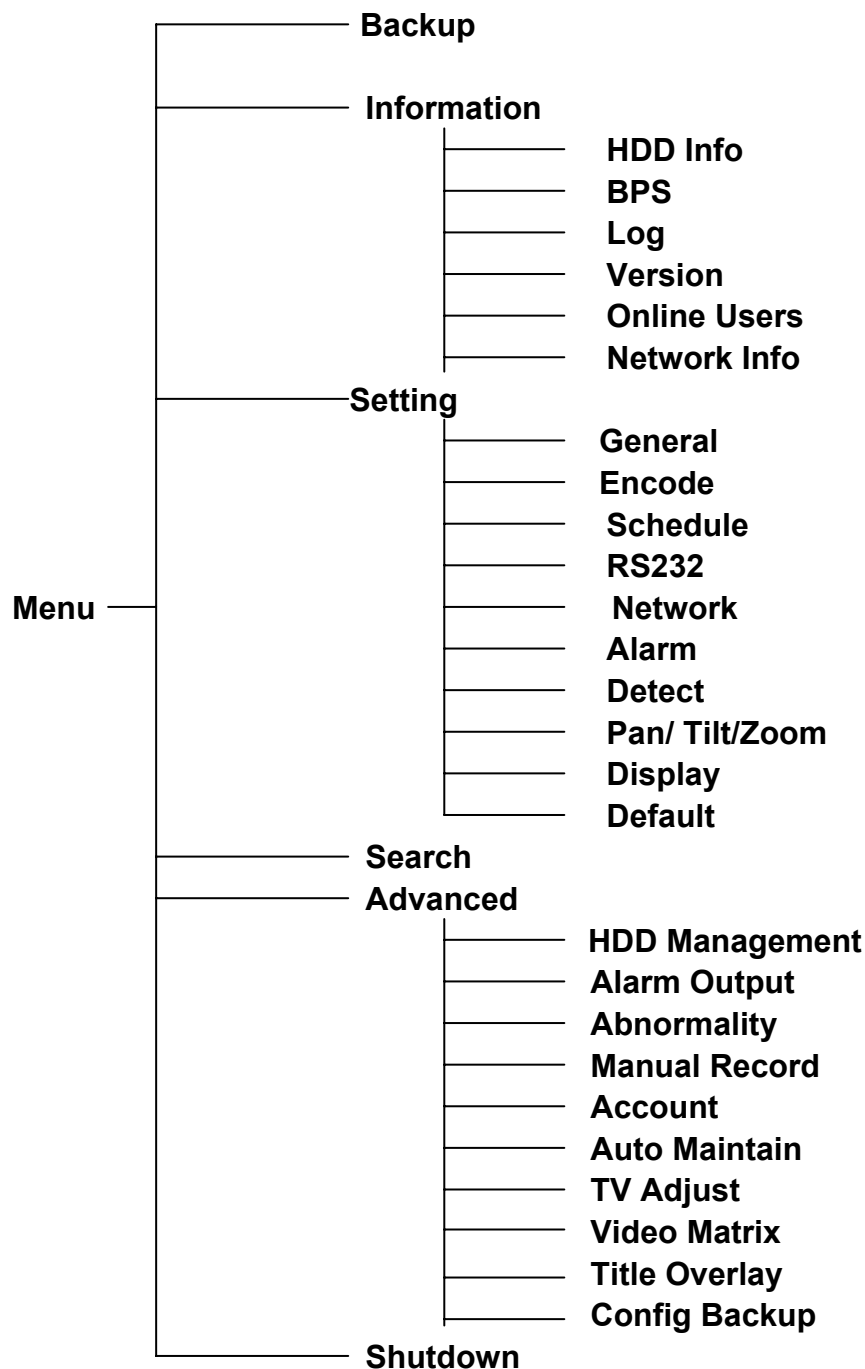 Backup
Information
HDD Info
BPS
Log
Version
Online Users
Network Info
Setting
General
Encode
Schedule
RS232
Menu
Network
Alarm
Detect
Pan/ Tilt/Zoom
Display
Default
Search
Advanced
HDD Management
Alarm Output
Abnormality
Manual Record
Account
Auto Maintain
TV Adjust
Video Matrix
Title Overlay
Config Backup
Shutdown